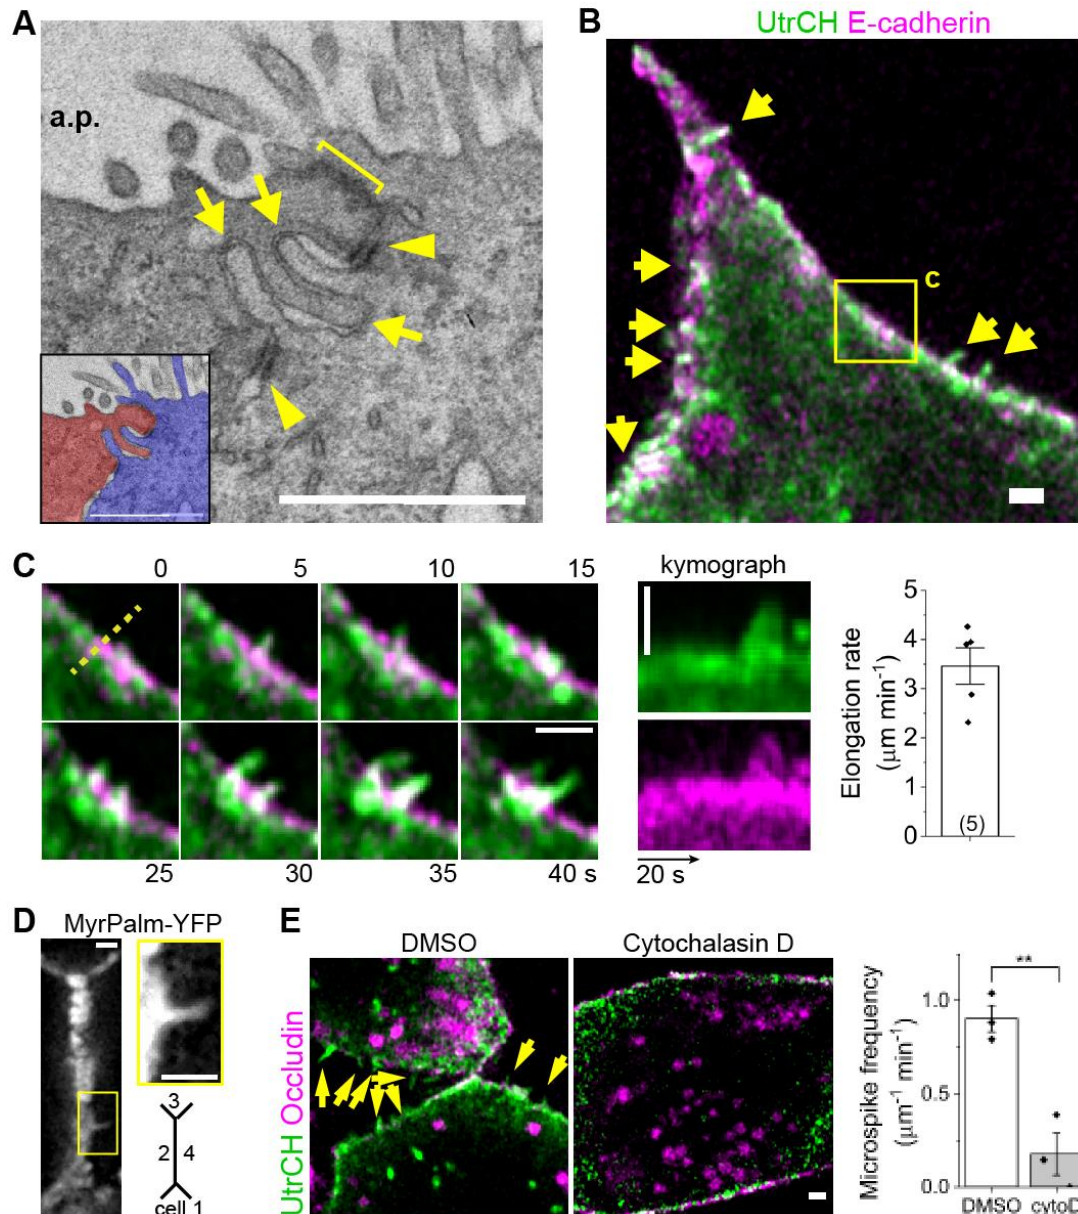 A
a.p.
B
UtrCH E-cadherin
c
C
0 5 10 15
25 30 35 40 s
kymograph
20 s
Elongation rate
(μm min⁻¹)
5
4
3
2
1
0
(5)
D
MyrPalm-YFP
3
2 4
cell 1
E
DMSO Cytochalasin D
UtrCH Occludin
Microspike frequency
(μm⁻¹ min⁻¹)
**
1.0
0.5
0.0
DMSO cytoD